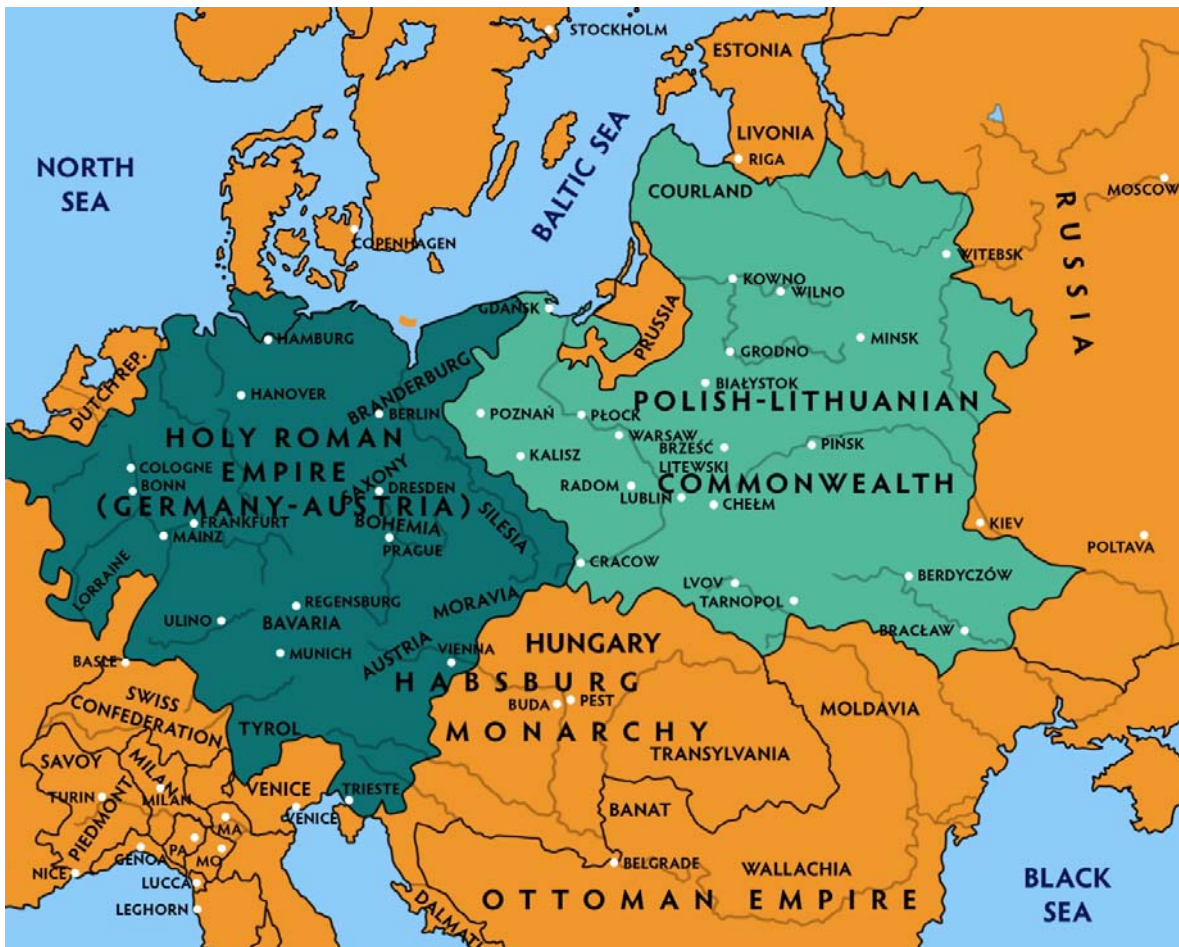 STOCKHOLM
ESTONIA
NORTH
SEA
BALTIC SEA
LIVONIA
RIGA
MOSCOW
COURLAND
RUSSIA
COPENHAGEN
WITEBSK
KOWNO
WILNO
GDAŃSK
PRUSSIA
HAMBURG
MINSK
GRODNO
DUTCH REP.
BRANDERBURG
HANOVER
BIAŁYSTOK
POLISH-LITHUANIAN
BERLIN
POZNAŃ
PŁOCK
HOLY ROMAN
EMPIRE
(GERMANY-AUSTRIA)
WARSAW
BRZEŚĆ
LITEWSKI
PIŃSK
KALISZ
COLOGNE
BONN
SAXONY
DRESDEN
RADOM
LUBLIN
COMMONWEALTH
CHEŁM
SILESIA
FRANKFURT
BOHEMIA
MAINZ
PRAGUE
KIEV
POLTAVA
LORRAINE
CRACOW
LVOV
BERDYCZÓW
TARNOPOL
MORAVIA
REGENSBURG
ULINO
BAVARIA
BRACŁAW
MUNICH
AUSTRIA
VIENNA
HUNGARY
BASLE
HABSBURG
MONARCHY
SWISS
CONFEDERATION
BUDA
PEST
MOLDAVIA
TYROL
TRANSYLVANIA
SAVOY
MILAN
MILAN
VENICE
TRIESTE
TURIN
VENICE
BANAT
PIEDMONT
MA
PA
MO
GENOA
NICE
BELGRADE
WALLACHIA
LUCCA
LEGHORN
DALMATI
OTTOMAN EMPIRE
BLACK
SEA